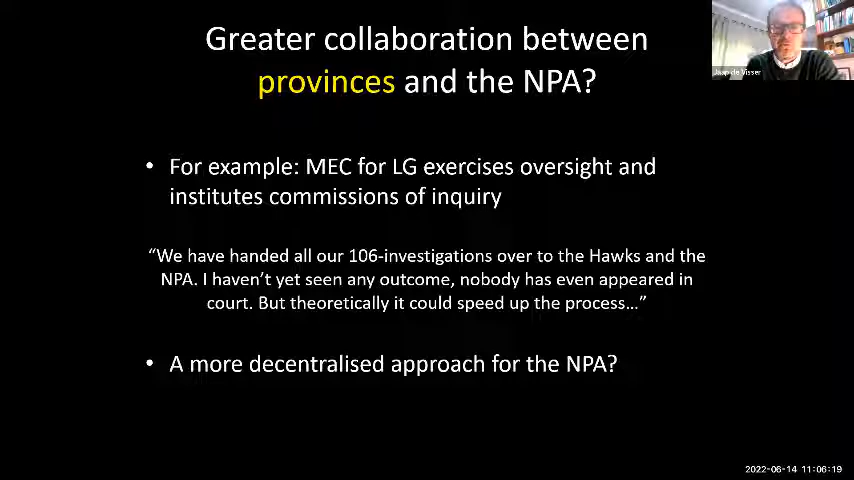 Greater collaboration between
provinces and the NPA?
Jaap de Visser
• For example: MEC for LG exercises oversight and
institutes commissions of inquiry
“We have handed all our 106-investigations over to the Hawks and the
NPA. I haven’t yet seen any outcome, nobody has even appeared in
court. But theoretically it could speed up the process…”
• A more decentralised approach for the NPA?
2022-06-14 11:06:19